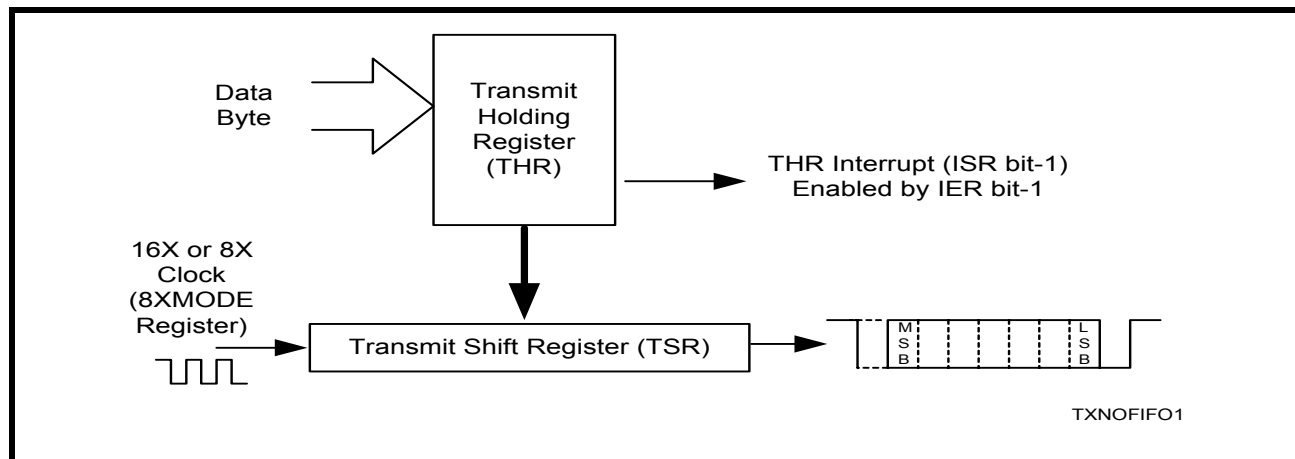 Data
Byte
Transmit
Holding
Register
(THR)
THR Interrupt (ISR bit-1)
Enabled by IER bit-1
16X or 8X
Clock
(8XMODE
Register)
Transmit Shift Register (TSR)
M
S
B
L
S
B
TXNOFIFO1